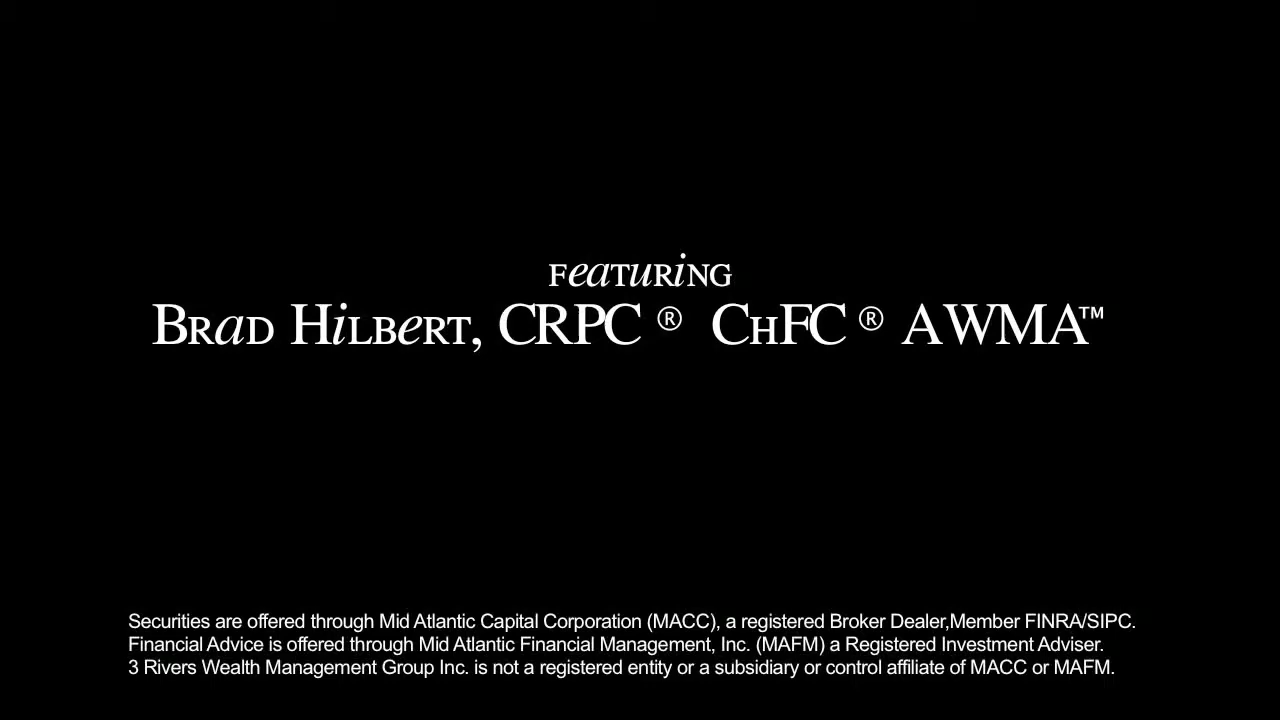 Featuring
Brad Hilbert, CRPC ® ChFC ® AWMA™
Securities are offered through Mid Atlantic Capital Corporation (MACC), a registered Broker Dealer,Member FINRA/SIPC.
Financial Advice is offered through Mid Atlantic Financial Management, Inc. (MAFM) a Registered Investment Adviser.
3 Rivers Wealth Management Group Inc. is not a registered entity or a subsidiary or control affiliate of MACC or MAFM.